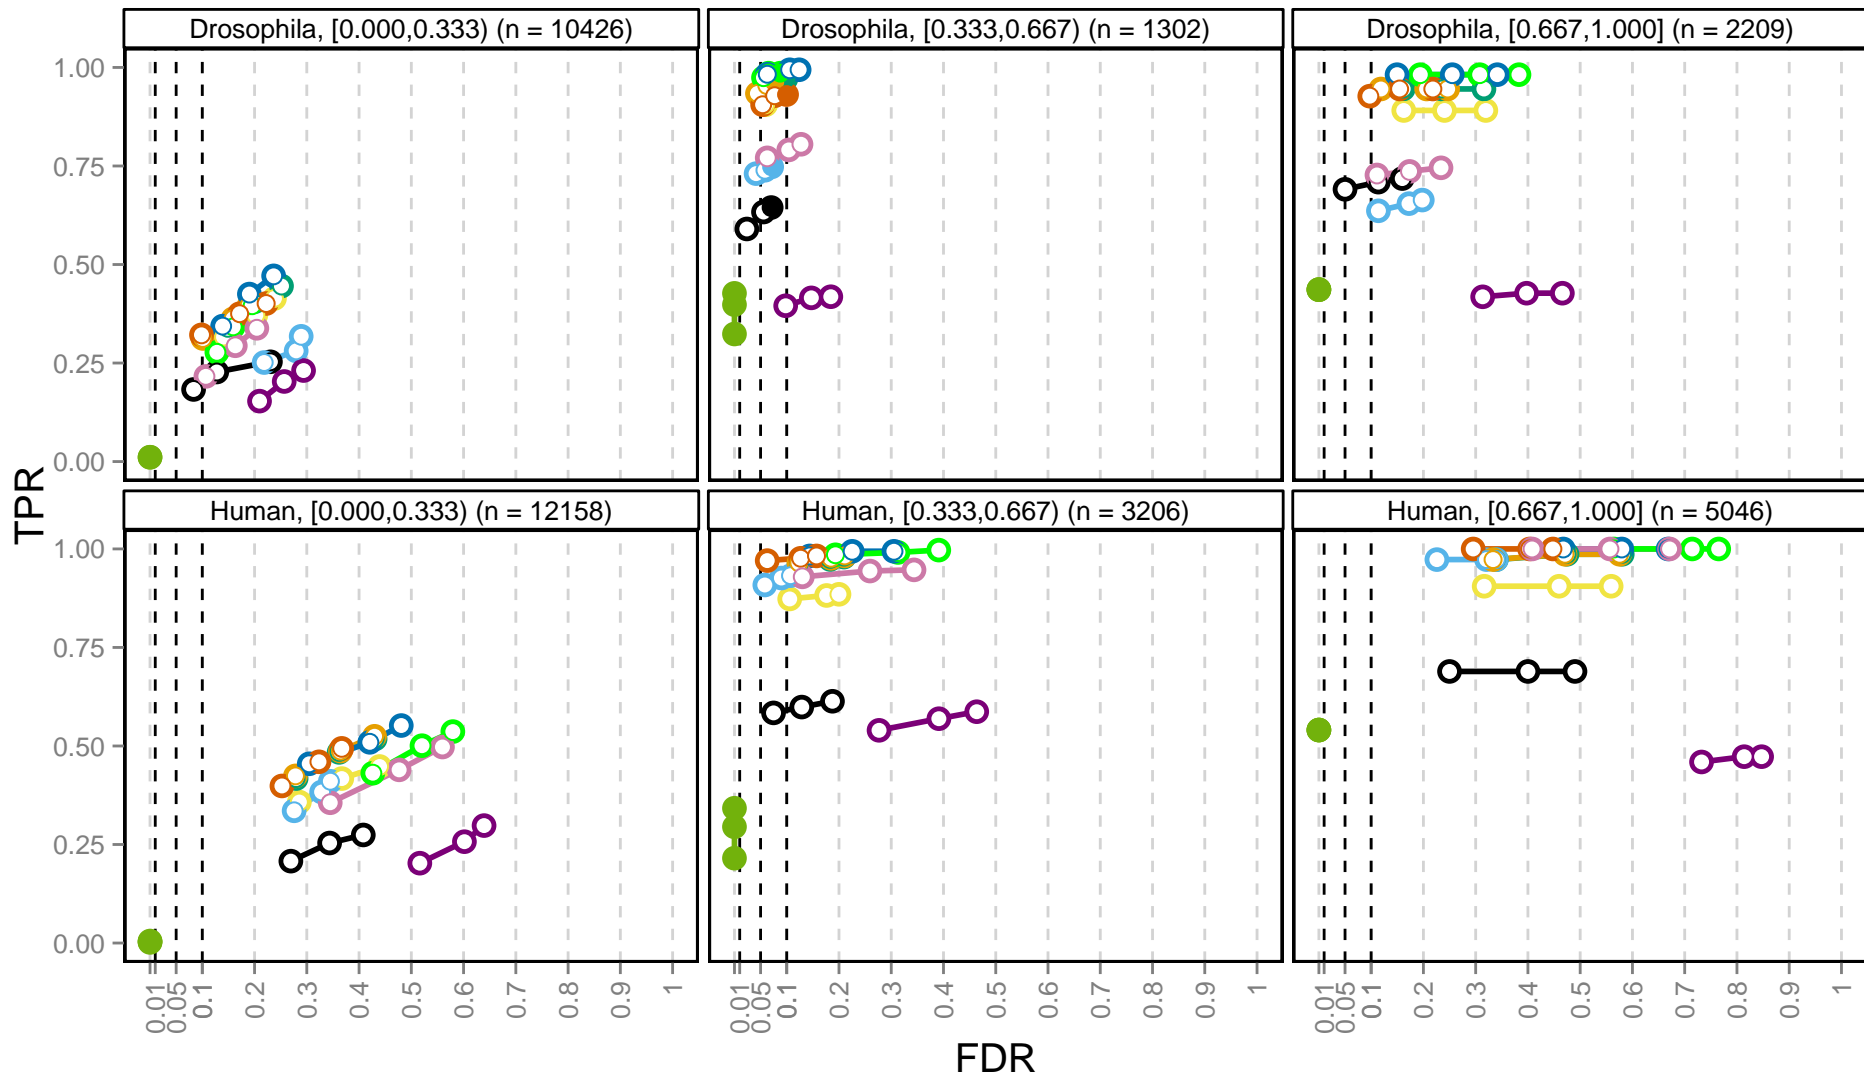 Drosophila, [0.000,0.333) (n = 10426)
Drosophila, [0.333,0.667) (n = 1302)
Drosophila, [0.667,1.000] (n = 2209)
1.00
0.75
0.50
0.25
0.00
TPR
Human, [0.000,0.333) (n = 12158)
Human, [0.333,0.667) (n = 3206)
Human, [0.667,1.000] (n = 5046)
1.00
0.75
0.50
0.25
0.00
0.01 0.05 0.1 0.2 0.3 0.4 0.5 0.6 0.7 0.8 0.9 1
0.01 0.05 0.1 0.2 0.3 0.4 0.5 0.6 0.7 0.8 0.9 1
0.01 0.05 0.1 0.2 0.3 0.4 0.5 0.6 0.7 0.8 0.9 1
FDR